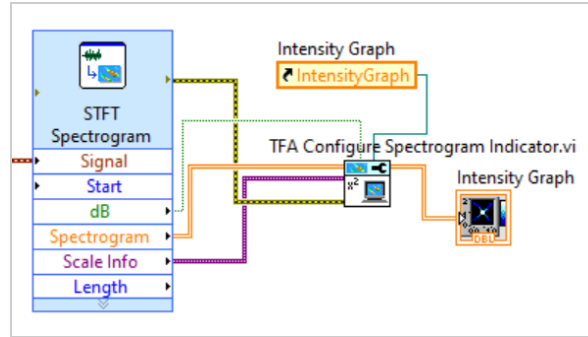 STFT
Spectrogram
Signal
Start
dB
Spectrogram
Scale Info
Length
Intensity Graph
IntensityGraph
TFA Configure Spectrogram Indicator.vi
x²
Intensity Graph
DBL